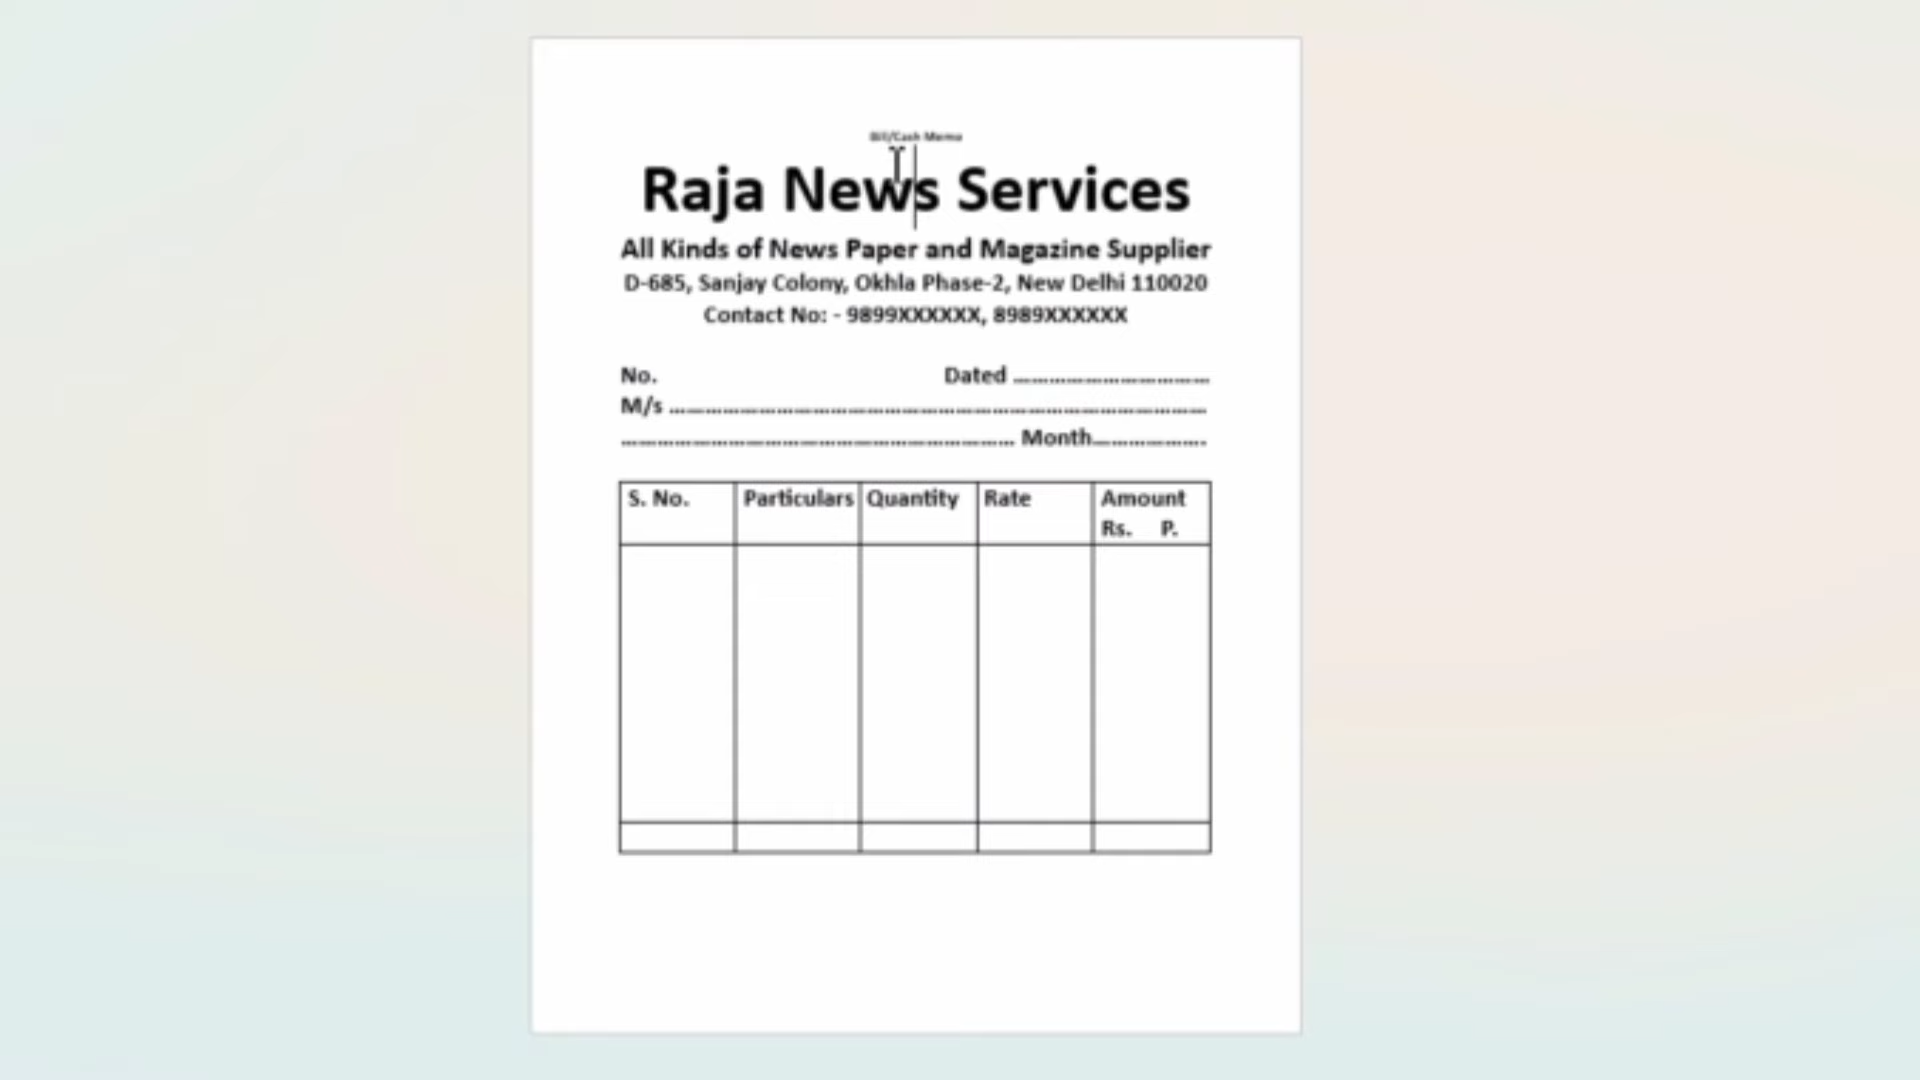 Bill/Cash Memo
Raja News Services
All Kinds of News Paper and Magazine Supplier
D-685, Sanjay Colony, Okhla Phase-2, New Delhi 110020
Contact No: - 9899XXXXXX, 8989XXXXXX
No. Dated ....................................
M/s ....................................................................................................
......................................................................... Month.....................
S. No. Particulars Quantity Rate Amount
Rs. P.